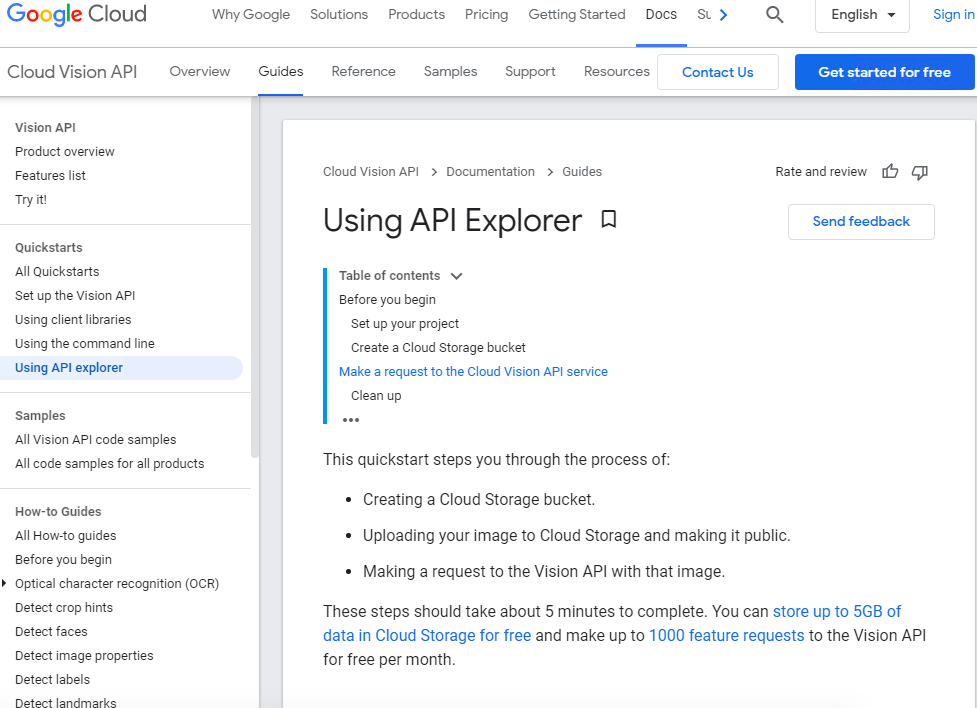 Google Cloud
Why Google Solutions Products Pricing Getting Started Docs Su
English
Sign in
Cloud Vision API
Overview Guides Reference Samples Support Resources
Contact Us
Get started for free
Vision API
Product overview
Features list
Try it!
Quickstarts
All Quickstarts
Set up the Vision API
Using client libraries
Using the command line
Using API explorer
Samples
All Vision API code samples
All code samples for all products
How-to Guides
All How-to guides
Before you begin
Optical character recognition (OCR)
Detect crop hints
Detect faces
Detect image properties
Detect labels
Detect landmarks
Cloud Vision API > Documentation > Guides
Rate and review
Using API Explorer
Send feedback
Table of contents
Before you begin
Set up your project
Create a Cloud Storage bucket
Make a request to the Cloud Vision API service
Clean up
•••
This quickstart steps you through the process of:
• Creating a Cloud Storage bucket.
• Uploading your image to Cloud Storage and making it public.
• Making a request to the Vision API with that image.
These steps should take about 5 minutes to complete. You can store up to 5GB of
data in Cloud Storage for free and make up to 1000 feature requests to the Vision API
for free per month.